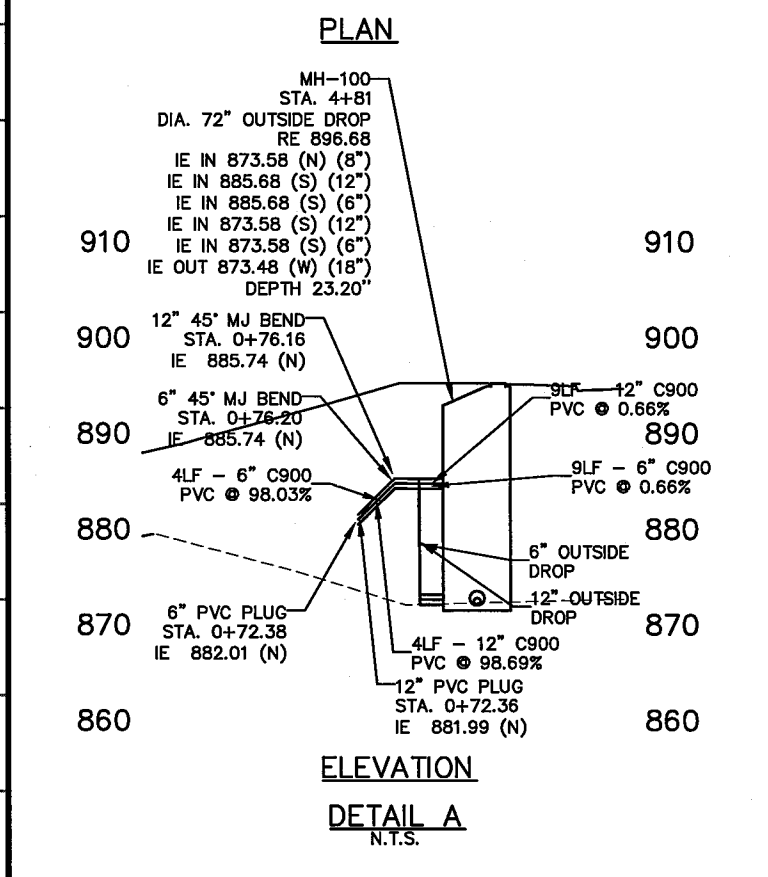 PLAN
MH-100
STA. 4+81
DIA. 72" OUTSIDE DROP
RE 896.68
IE IN 873.58 (N) (8")
IE IN 885.68 (S) (12")
IE IN 885.68 (S) (6")
IE IN 873.58 (S) (12")
IE IN 873.58 (S) (6")
IE OUT 873.48 (W) (18")
DEPTH 23.20"
910
910
12" 45° MJ BEND
STA. 0+76.16
IE 885.74 (N)
900
900
6" 45° MJ BEND
STA. 0+76.20
IE 885.74 (N)
9LF - 12" C900
PVC @ 0.66%
890
890
4LF - 6" C900
PVC @ 98.03%
9LF - 6" C900
PVC @ 0.66%
880
880
6" OUTSIDE
DROP
12" OUTSIDE
DROP
6" PVC PLUG
STA. 0+72.38
IE 882.01 (N)
870
870
4LF - 12" C900
PVC @ 98.69%
12" PVC PLUG
STA. 0+72.36
IE 881.99 (N)
860
860
ELEVATION
DETAIL A
N.T.S.